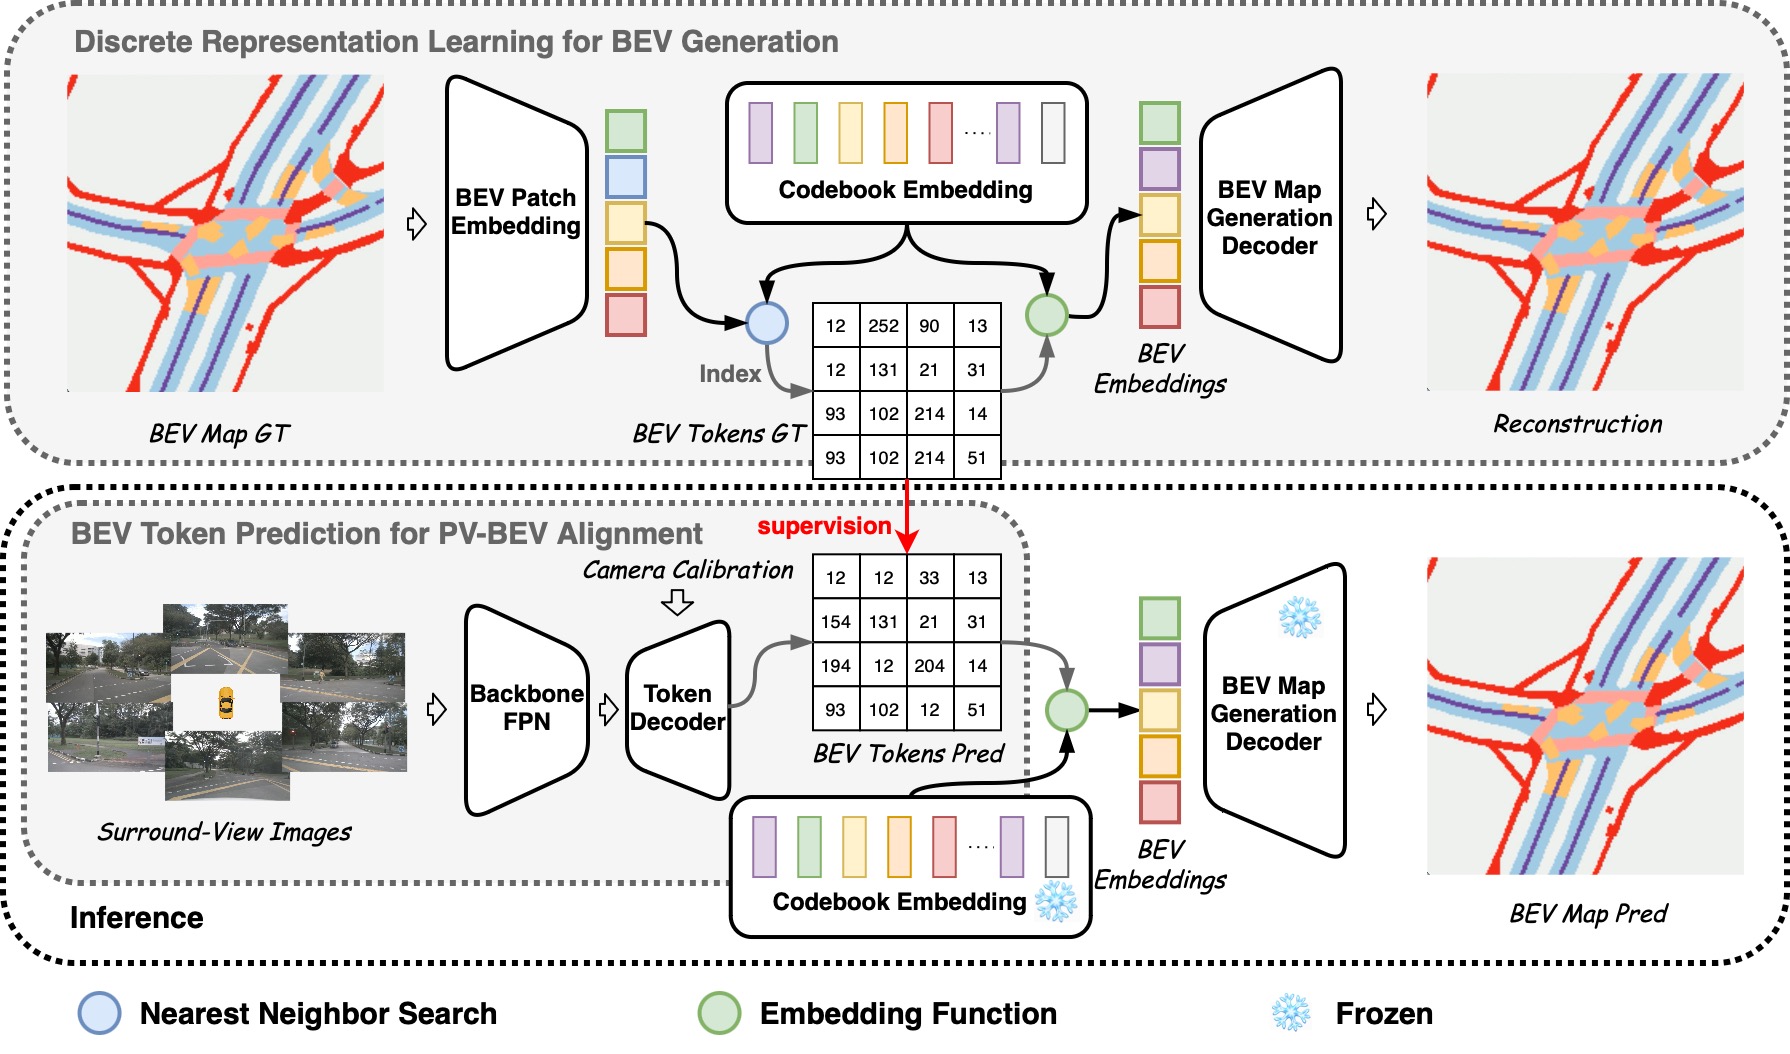 Discrete Representation Learning for BEV Generation
BEV Patch
Embedding
Codebook Embedding
BEV Map
Generation
Decoder
Index
12 252 90 13
12 131 21 31
93 102 214 14
93 102 214 51
BEV Map GT
BEV Tokens GT
BEV
Embeddings
Reconstruction
supervision
BEV Token Prediction for PV-BEV Alignment
Camera Calibration
Backbone
FPN
Token
Decoder
12 12 33 13
154 131 21 31
194 12 204 14
93 102 12 51
BEV Tokens Pred
BEV Map
Generation
Decoder
Surround-View Images
Codebook Embedding
BEV
Embeddings
BEV Map Pred
Inference
Nearest Neighbor Search
Embedding Function
Frozen